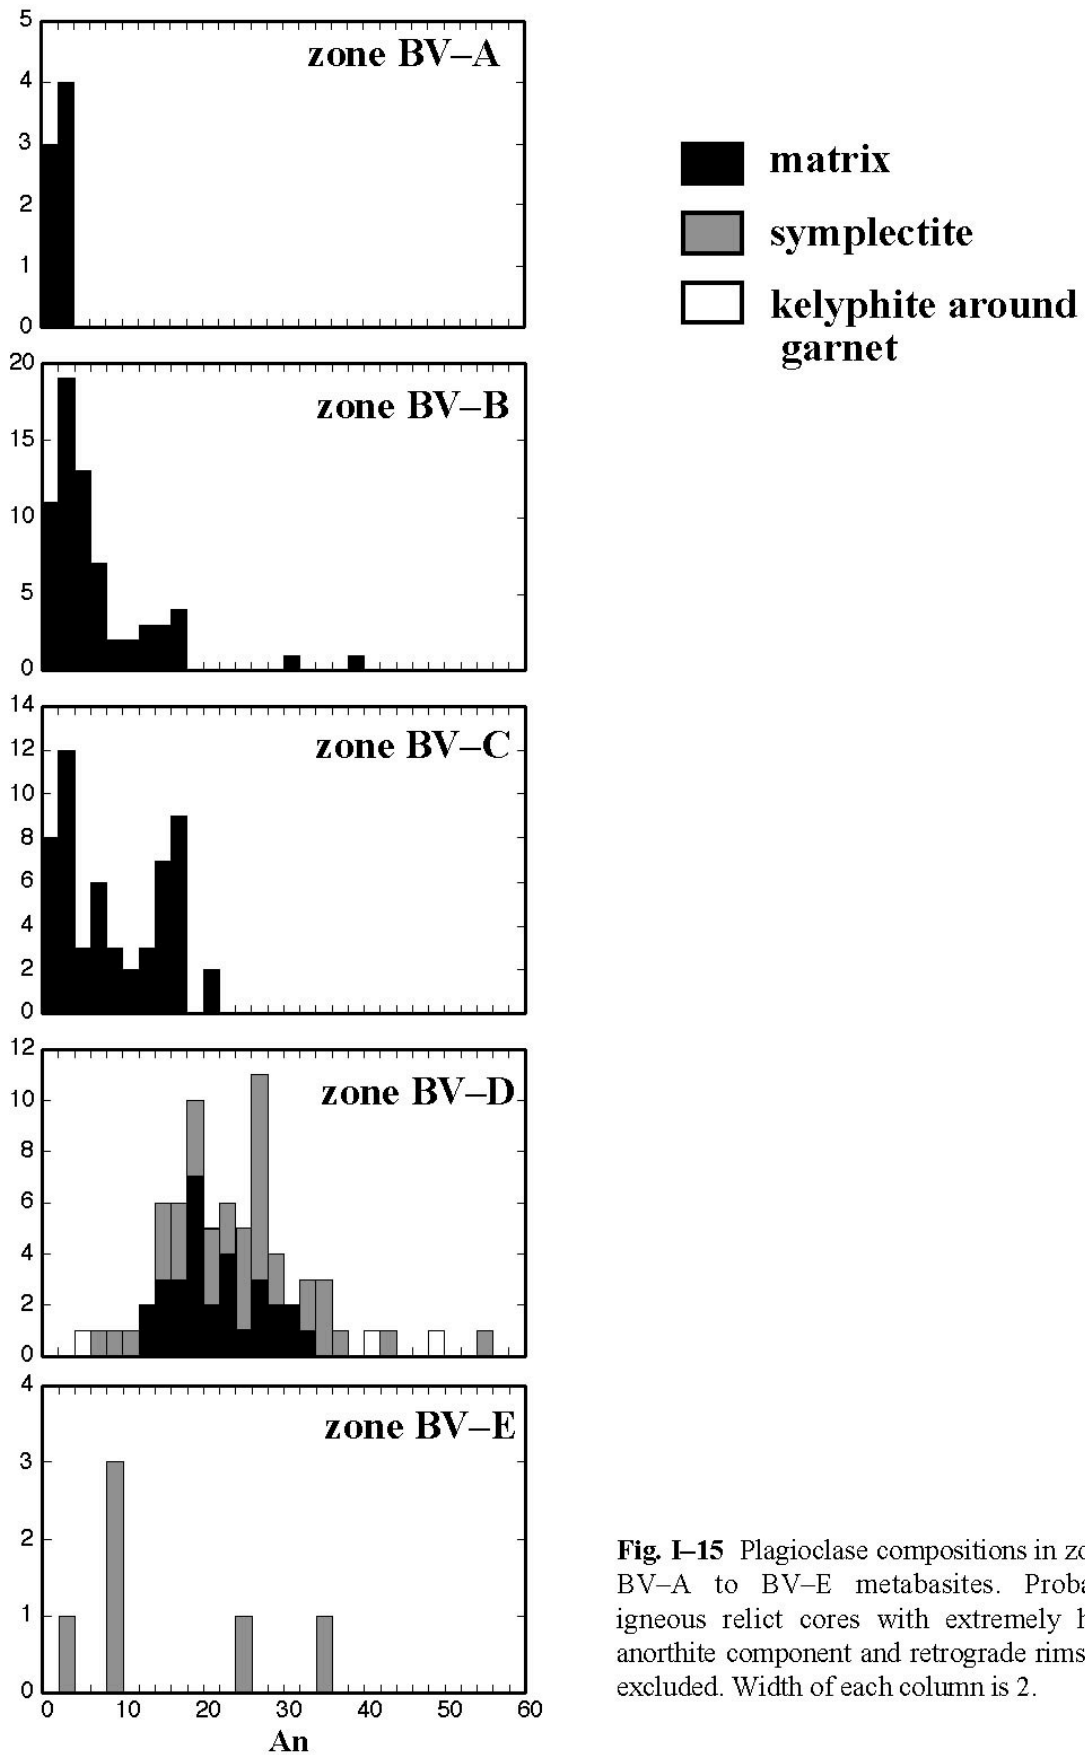 5
4
3
2
1
0
zone BV–A
matrix
symplectite
kelyphite around
garnet
20
15
10
5
0
zone BV–B
14
12
10
8
6
4
2
0
zone BV–C
12
10
8
6
4
2
0
zone BV–D
4
3
2
1
0
zone BV–E
0 10 20 30 40 50 60
An
Fig. I–15 Plagioclase compositions in
BV–A to BV–E metabasites.
igneous relict cores with extremely
anorthite component and retrograde rims
excluded. Width of each column is 2.